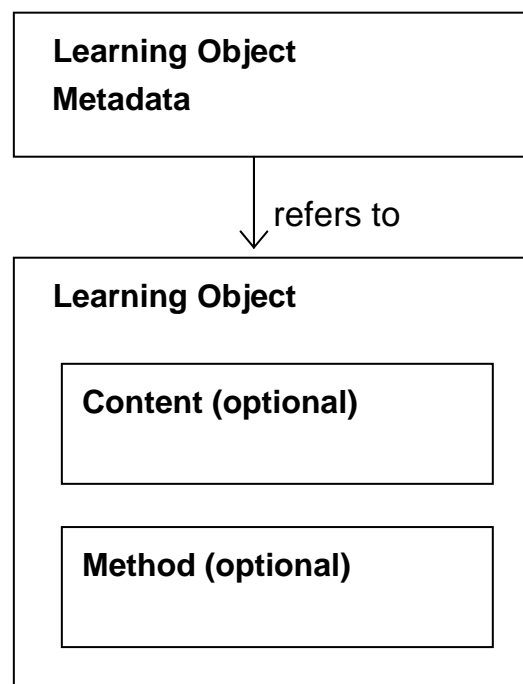 Learning Object
Metadata
refers to
Learning Object
Content (optional)
Method (optional)